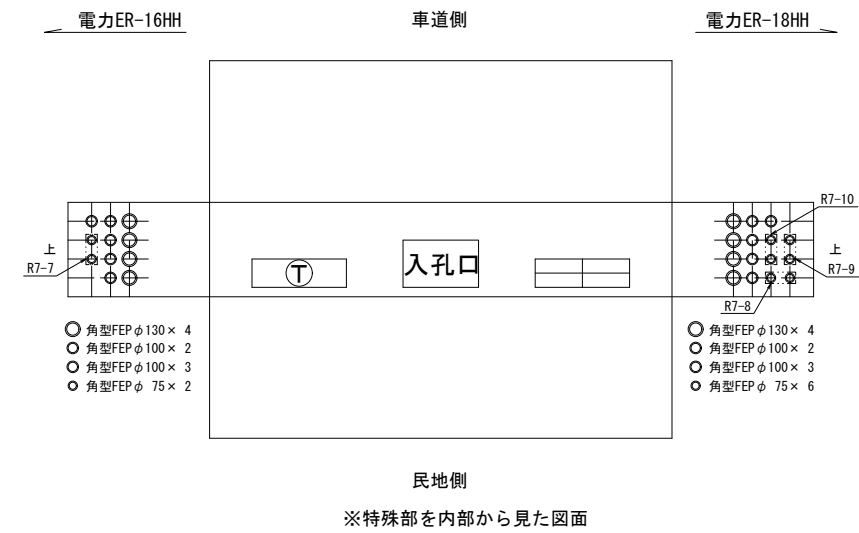 電力ER-16HH
車道側
電力ER-18HH
R7-10
上
R7-7
T
入孔口
上
R7-9
R7-8
角型FEPφ130× 4
角型FEPφ100× 2
角型FEPφ100× 3
角型FEPφ 75× 2
角型FEPφ130× 4
角型FEPφ100× 2
角型FEPφ100× 3
角型FEPφ 75× 6
民地側
※特殊部を内部から見た図面